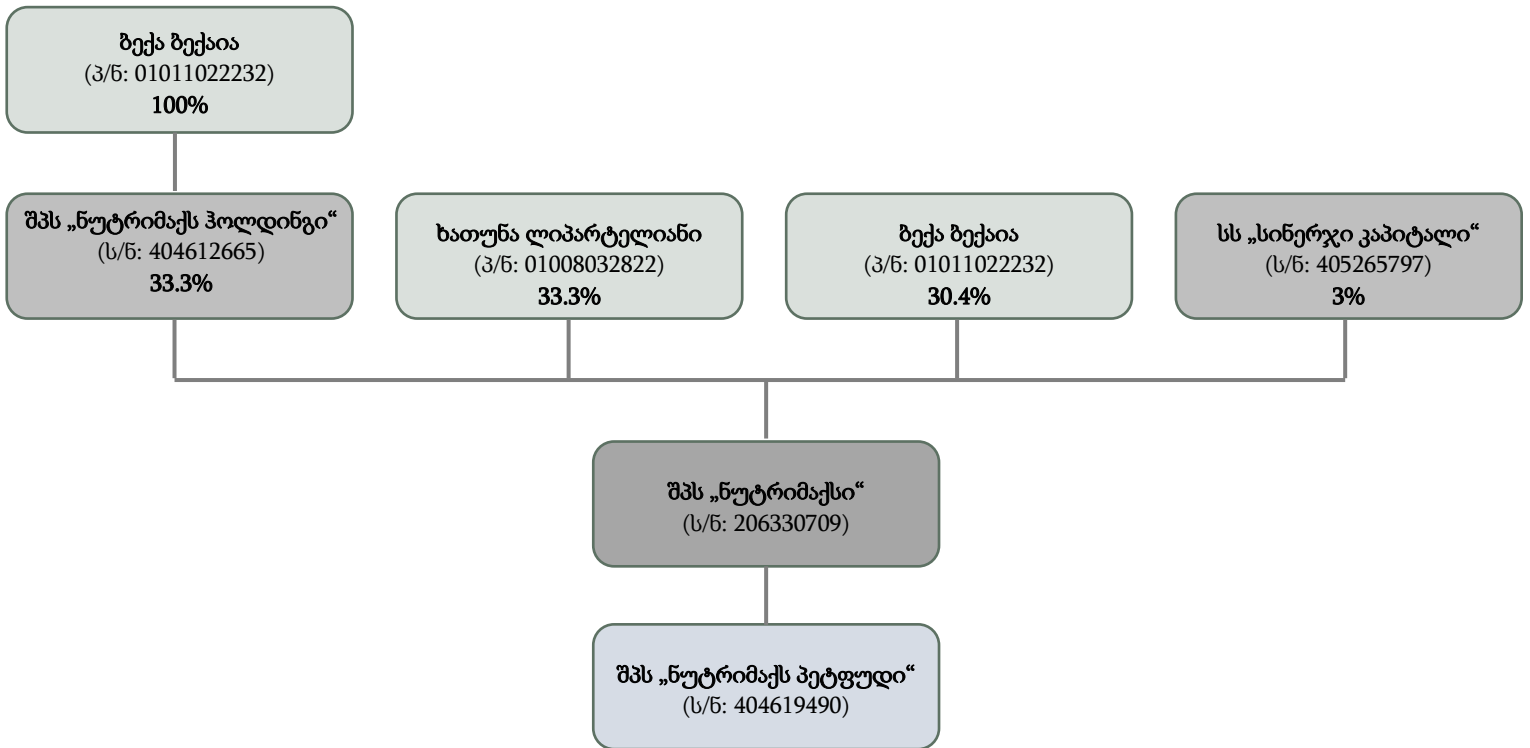 ბექა ბექაია
(პ/ნ: 01011022232)
100%
შპს „ნუტრიმაქს ჰოლდინგი“
(ს/ნ: 404612665)
33.3%
ხათუნა ლიპარტელიანი
(პ/ნ: 01008032822)
33.3%
ბექა ბექაია
(პ/ნ: 01011022232)
30.4%
სს „სინერჯი კაპიტალი“
(ს/ნ: 405265797)
3%
შპს „ნუტრიმაქსი“
(ს/ნ: 206330709)
შპს „ნუტრიმაქს პეტფუდი“
(ს/ნ: 404619490)